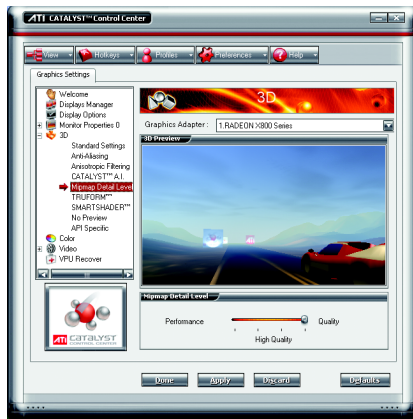 ATI CATALYST™ Control Center
View Hotkeys Profiles Preferences Help
Graphics Settings
Welcome
Displays Manager
Display Options
Monitor Properties 0
3D
Standard Settings
Anti-Aliasing
Anisotropic Filtering
CATALYST™ A.I.
Mipmap Detail Level
TRUFORM™
SMARTSHADER™
No Preview
API Specific
Color
Video
VPU Recover
ATI CATALYST
CONTROL CENTER
3D
Graphics Adapter :
1.RADEON X800 Series
3D Preview
ATI
Mipmap Detail Level
Performance
Quality
High Quality
Done Apply Discard Defaults